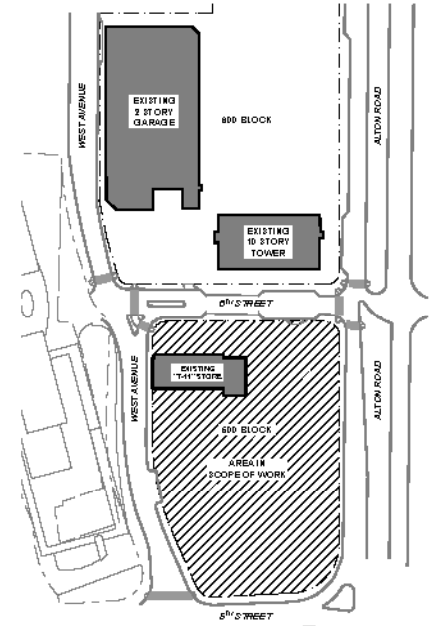 EXISTING
2 STORY
GARAGE
WEST AVENUE
600 BLOCK
ALTON ROAD
EXISTING
10 STORY
TOWER
6TH STREET
EXISTING
"7-11" STORE
WEST AVENUE
ALTON ROAD
500 BLOCK
AREA IN
SCOPE OF WORK
5TH STREET